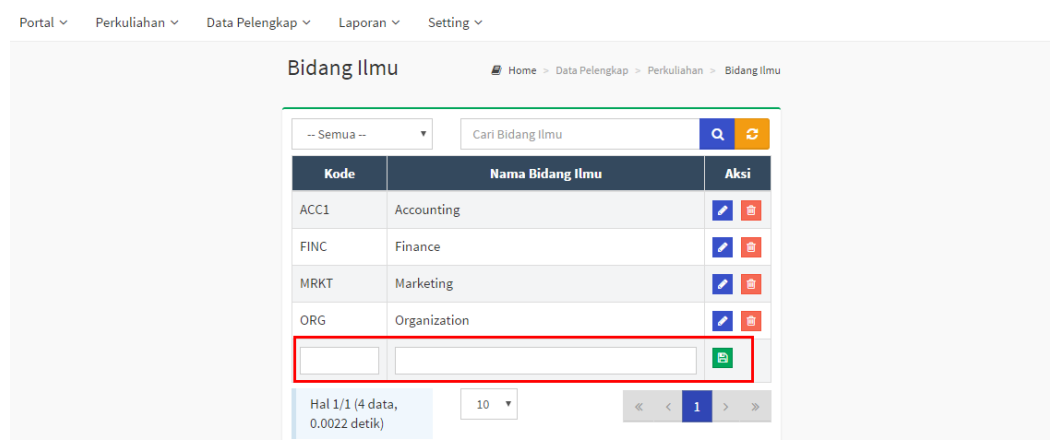 Portal Perkuliahan Data Pelengkap Laporan Setting
Bidang Ilmu
Home > Data Pelengkap > Perkuliahan > Bidang Ilmu
-- Semua -- Cari Bidang Ilmu
Kode Nama Bidang Ilmu Aksi
ACC1 Accounting
FINC Finance
MRKT Marketing
ORG Organization
Hal 1/1 (4 data,
0.0022 detik)
10
« < 1 > »